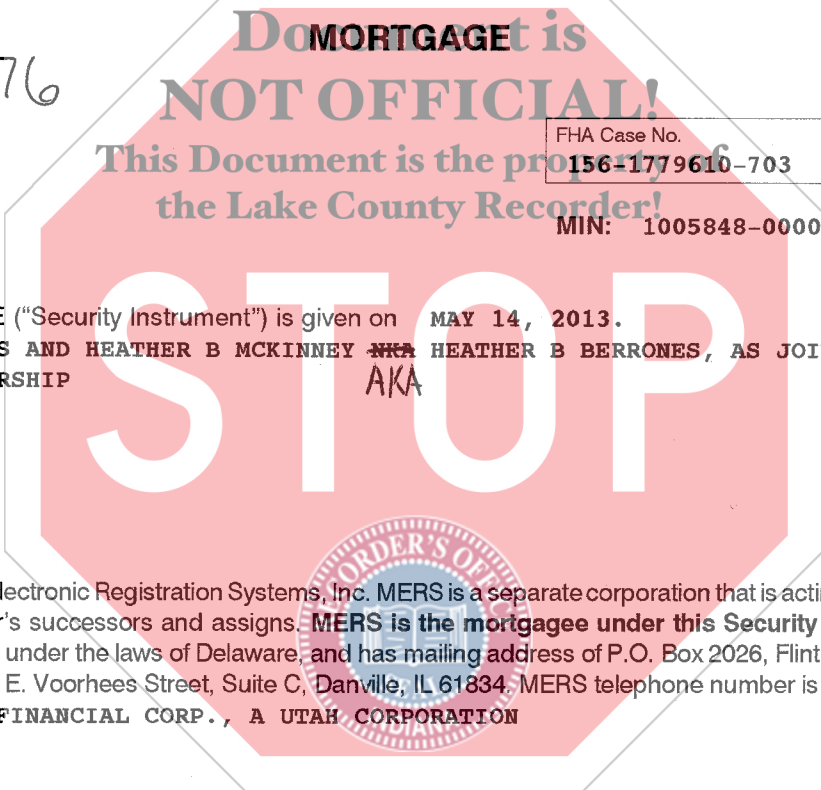 Document is
MORTGAGE
76
NOT OFFICIAL!
FHA Case No.
This Document is the property of
156-1779610-703
the Lake County Recorder!
MIN: 1005848-0000
STOP
E (“Security Instrument”) is given on MAY 14, 2013.
S AND HEATHER B MCKINNEY NKA HEATHER B BERRONES, AS JOI
RSHIP AKA
RECORDER'S OFFICE
lectronic Registration Systems, Inc. MERS is a separate corporation that is acti
r's successors and assigns. MERS is the mortgagee under this Security
under the laws of Delaware, and has mailing address of P.O. Box 2026, Flint
E. Voorhees Street, Suite C, Danville, IL 61834. MERS telephone number is
FINANCIAL CORP., A UTAH CORPORATION
INDIANA